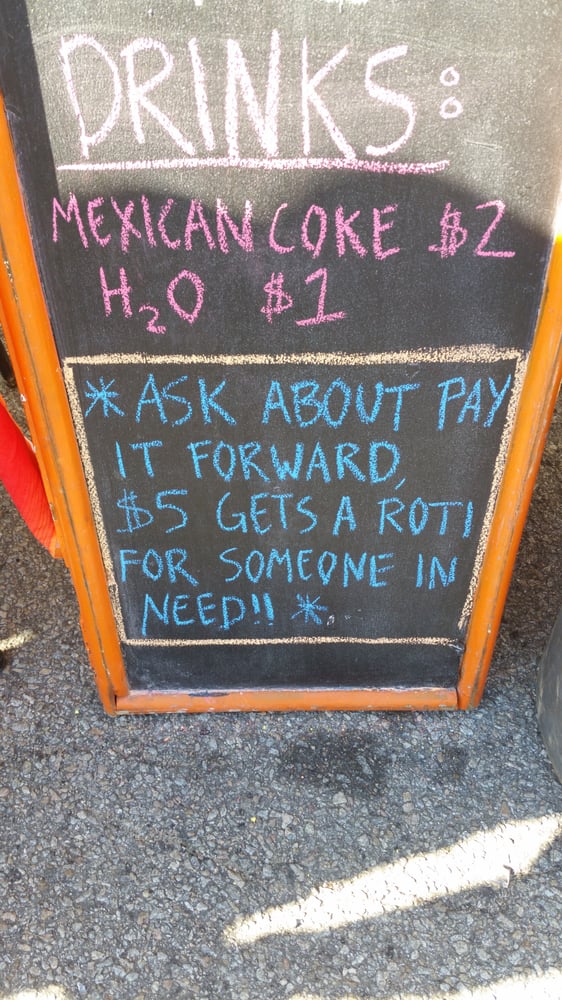 DRINKS:
MEXICAN COKE $2
H₂O $1
*ASK ABOUT PAY
IT FORWARD,
$5 GETS A ROTI
FOR SOMEONE IN
NEED!! *